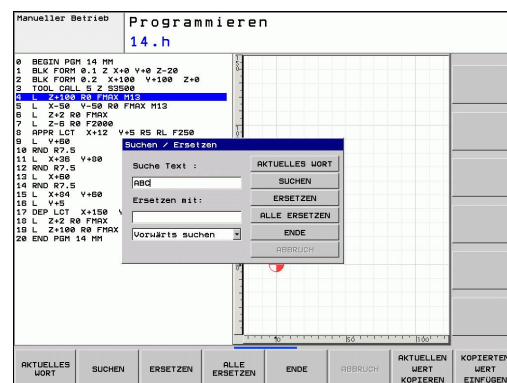 Manueller Betrieb
Programmieren
14.h
0 BEGIN PGM 14 MM
1 BLK FORM 0.1 Z X+0 Y+0 Z-20
2 BLK FORM 0.2 X+100 Y+100 Z+0
3 TOOL CALL 5 Z S3500
4 L Z+100 R0 FMAX M13
5 L X-50 Y-50 R0 FMAX M13
6 L Z+2 R0 FMAX
7 L Z-6 R0 F2000
8 APPR LCT X+12 Y+5 R5 RL F250
9 L Y+60
10 RND R7.5
11 L X+36 Y+80
12 RND R7.5
13 L X+60
14 RND R7.5
15 L X+84 Y+60
16 L Y+5
17 DEP LCT X+150
18 L Z+2 R0 FMAX
19 L Z+100 R0 FMAX
20 END PGM 14 MM
Suchen / Ersetzen
Suche Text :
ABC
Ersetzen mit:
Vorwärts suchen
AKTUELLES WORT
SUCHEN
ERSETZEN
ALLE ERSETZEN
ENDE
ABBRUCH
50
100
AKTUELLES WORT
SUCHEN
ERSETZEN
ALLE ERSETZEN
ENDE
ABBRUCH
AKTUELLEN WERT KOPIEREN
KOPIERTEN WERT EINFÜGEN